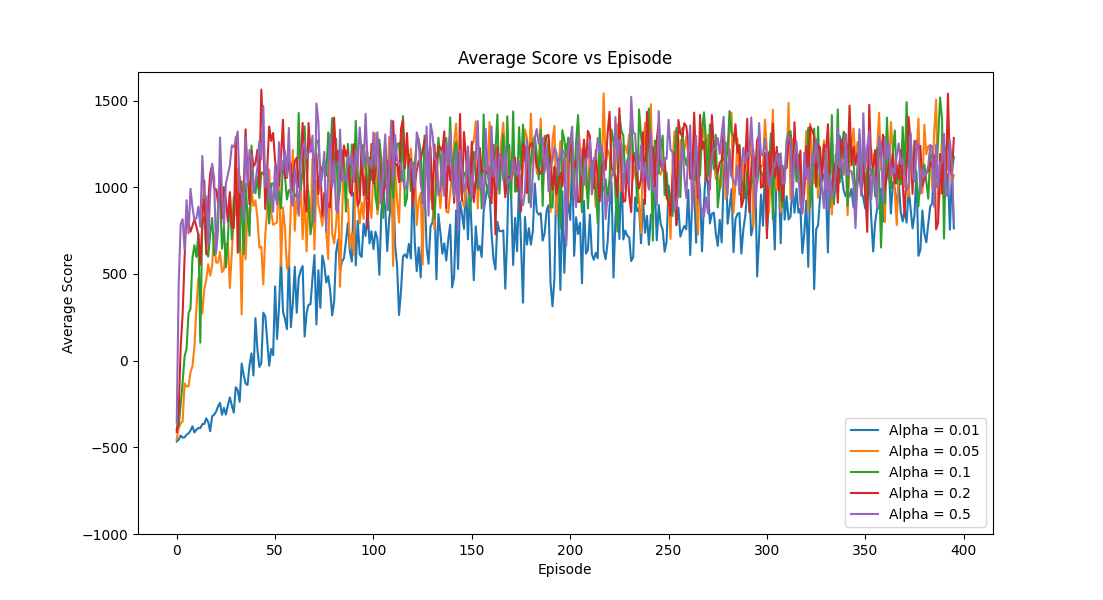 Average Score vs Episode
Average Score
1500
1000
500
0
−500
−1000
0 50 100 150 200 250 300 350 400
Episode
Alpha = 0.01
Alpha = 0.05
Alpha = 0.1
Alpha = 0.2
Alpha = 0.5